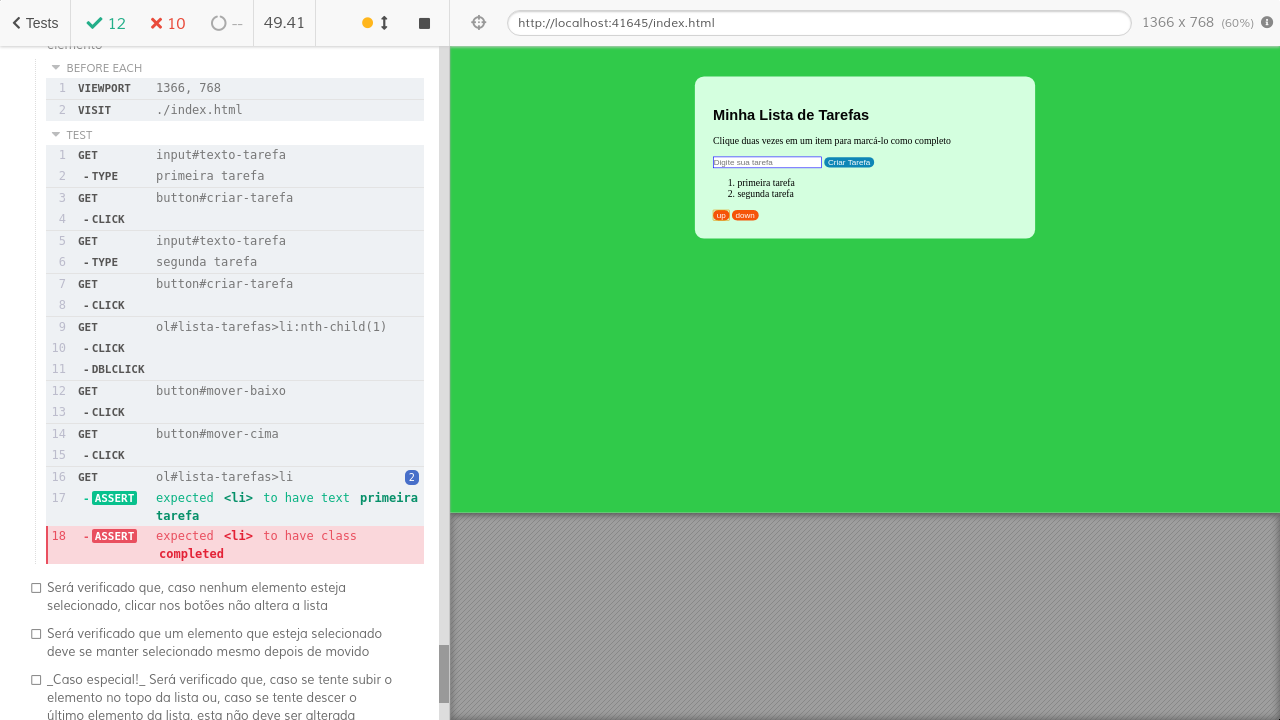 Tests
12
10
--
49.41
http://localhost:41645/index.html
1366 x 768 (60%)
elemento
BEFORE EACH
1 VIEWPORT 1366, 768
2 VISIT ./index.html
TEST
1 GET input#texto-tarefa
2 -TYPE primeira tarefa
3 GET button#criar-tarefa
4 -CLICK
5 GET input#texto-tarefa
6 -TYPE segunda tarefa
7 GET button#criar-tarefa
8 -CLICK
9 GET ol#lista-tarefas>li:nth-child(1)
10 -CLICK
11 -DBLCLICK
12 GET button#mover-baixo
13 -CLICK
14 GET button#mover-cima
15 -CLICK
16 GET ol#lista-tarefas>li 2
17 -ASSERT expected <li> to have text primeira
tarefa
18 -ASSERT expected <li> to have class
completed
Será verificado que, caso nenhum elemento esteja
selecionado, clicar nos botões não altera a lista
Será verificado que um elemento que esteja selecionado
deve se manter selecionado mesmo depois de movido
_Caso especial!_ Será verificado que, caso se tente subir o
elemento no topo da lista ou, caso se tente descer o
último elemento da lista, esta não deve ser alterada
Minha Lista de Tarefas
Clique duas vezes em um item para marcá-lo como completo
Digite sua tarefa Criar Tarefa
1. primeira tarefa
2. segunda tarefa
up down